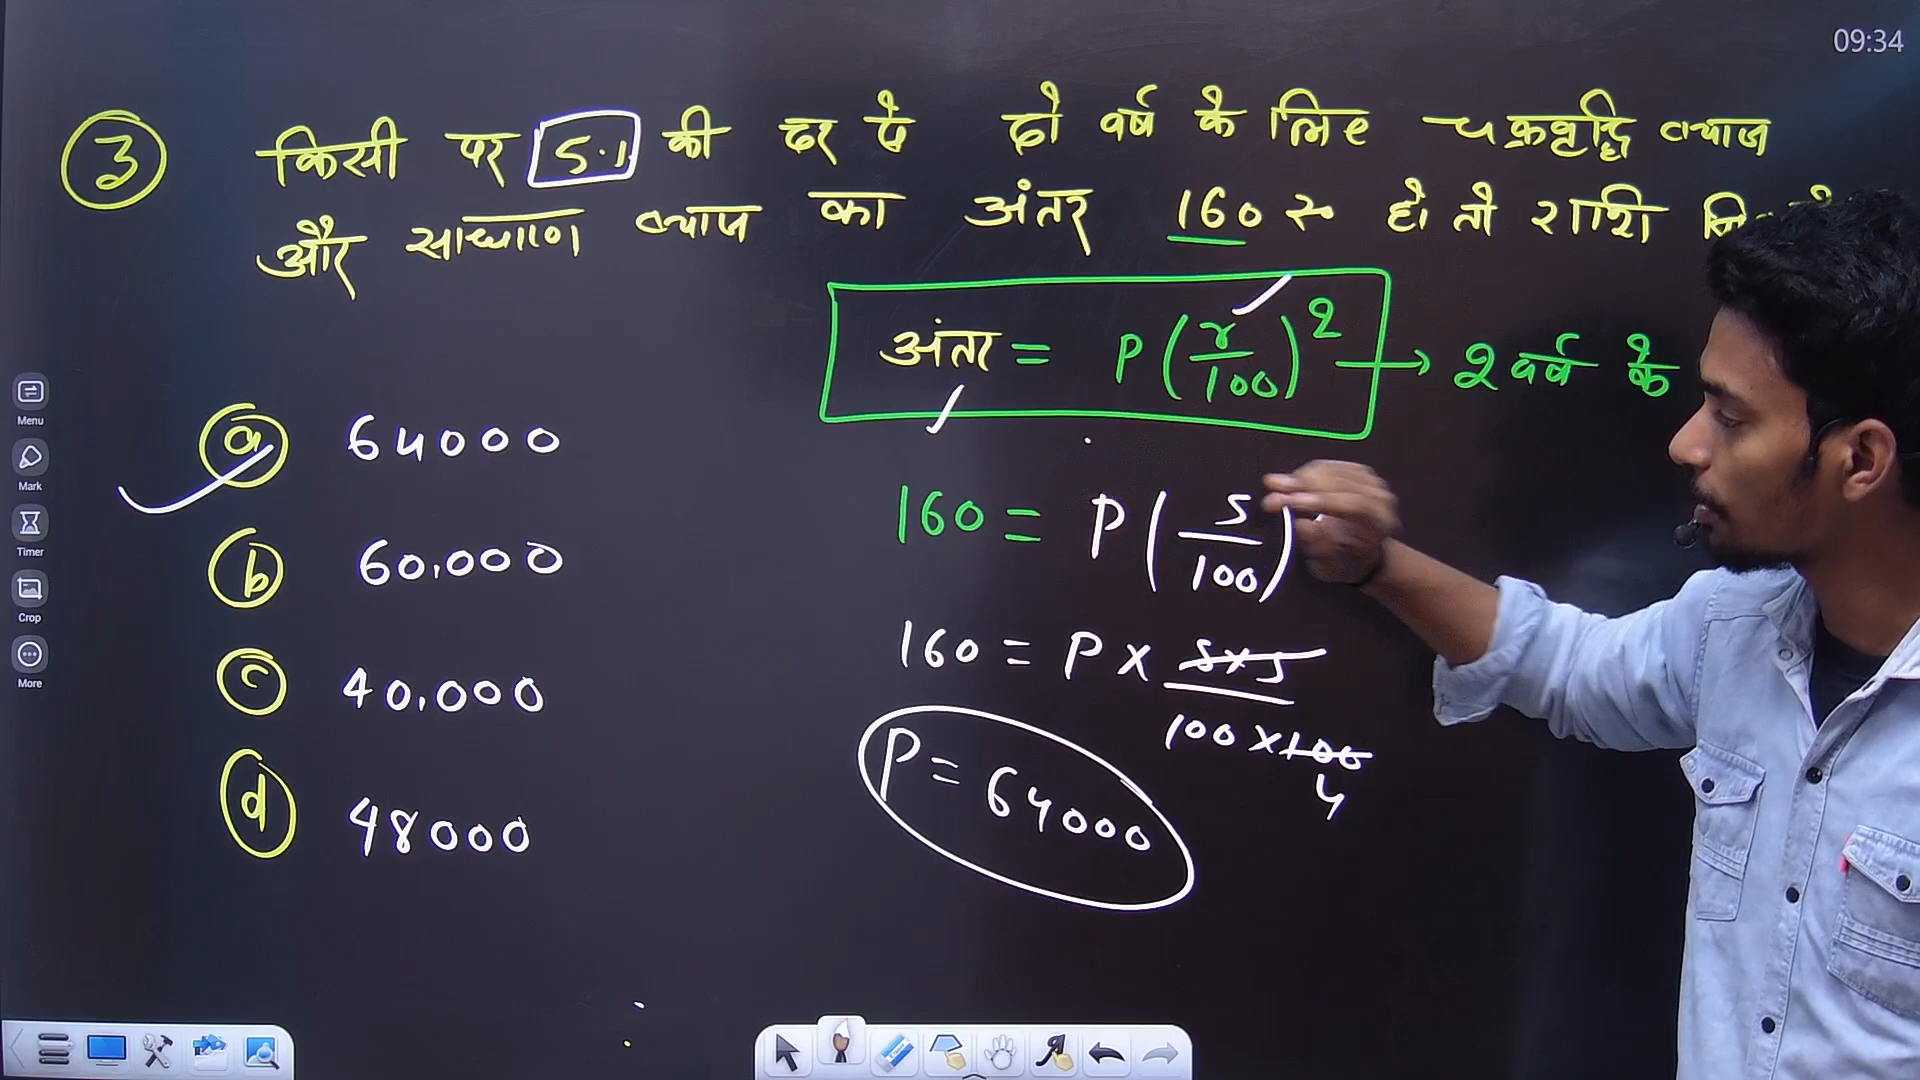 09:34
3 किसी पर 5% की दर से दो वर्ष के लिए चक्रवृद्धि ब्याज
और साधारण ब्याज का अंतर 160 रु हो तो राशि
अंतर = P(r/100)² → 2 वर्ष के
a 64000
b 60,000
c 40,000
d 48000
160 = P(5/100)
160 = P × 5×5/100×100
4
P = 64000
Menu
Mark
Timer
Crop
More